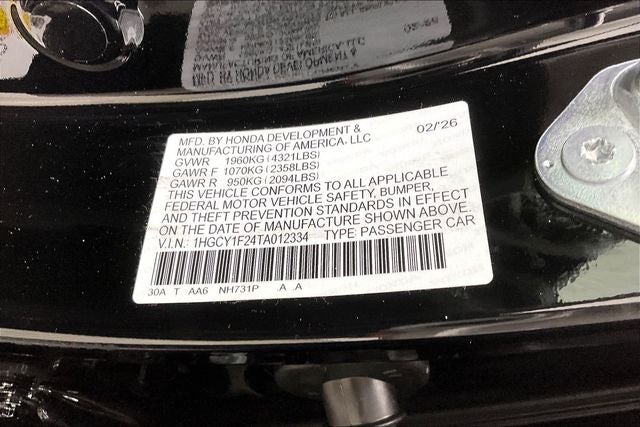 MFD. BY HONDA DEVELOPMENT &
MANUFACTURING OF AMERICA, LLC 02/'26
GVWR 1960KG(4321LBS)
GAWR F 1070KG(2358LBS)
GAWR R 950KG(2094LBS)
THIS VEHICLE CONFORMS TO ALL APPLICABLE
FEDERAL MOTOR VEHICLE SAFETY, BUMPER,
AND THEFT PREVENTION STANDARDS IN EFFECT
ON THE DATE OF MANUFACTURE SHOWN ABOVE.
V.I.N.: 1HGCY1F24TA012334 TYPE: PASSENGER CAR
30A T AA6 NH731P .A .A